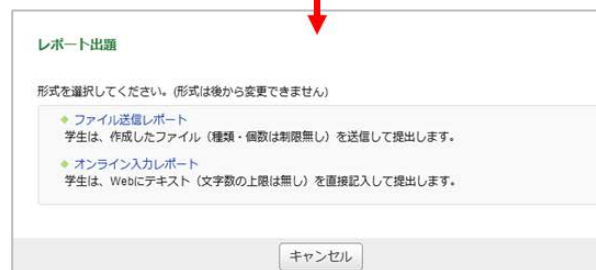 レポート出題
形式を選択してください。(形式は後から変更できません)
ファイル送信レポート
学生は、作成したファイル（種類・個数は制限無し）を送信して提出します。
オンライン入力レポート
学生は、Webにテキスト（文字数の上限は無し）を直接記入して提出します。
キャンセル